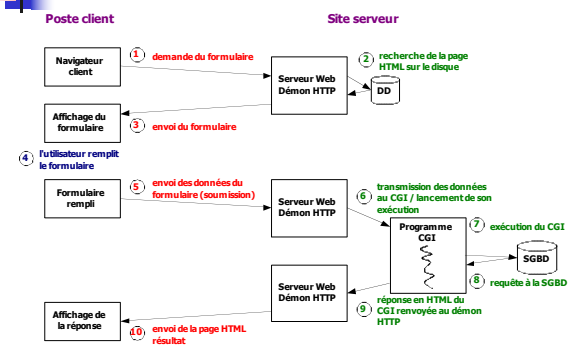 Poste client
Site serveur
Navigateur
client
1 demande du formulaire
Serveur Web
Démon HTTP
2 recherche de la page
HTML sur le disque
DD
Affichage du
formulaire
3 envoi du formulaire
4 l'utilisateur remplit
le formulaire
Formulaire
rempli
5 envoi des données du
formulaire (soumission)
Serveur Web
Démon HTTP
6 transmission des données
au CGI / lancement de son
exécution
Programme
CGI
7 exécution du CGI
SGBD
8 requête à la SGBD
Serveur Web
Démon HTTP
9 réponse en HTML du
CGI renvoyée au démon
HTTP
Affichage de
la réponse
10 envoi de la page HTML
résultat